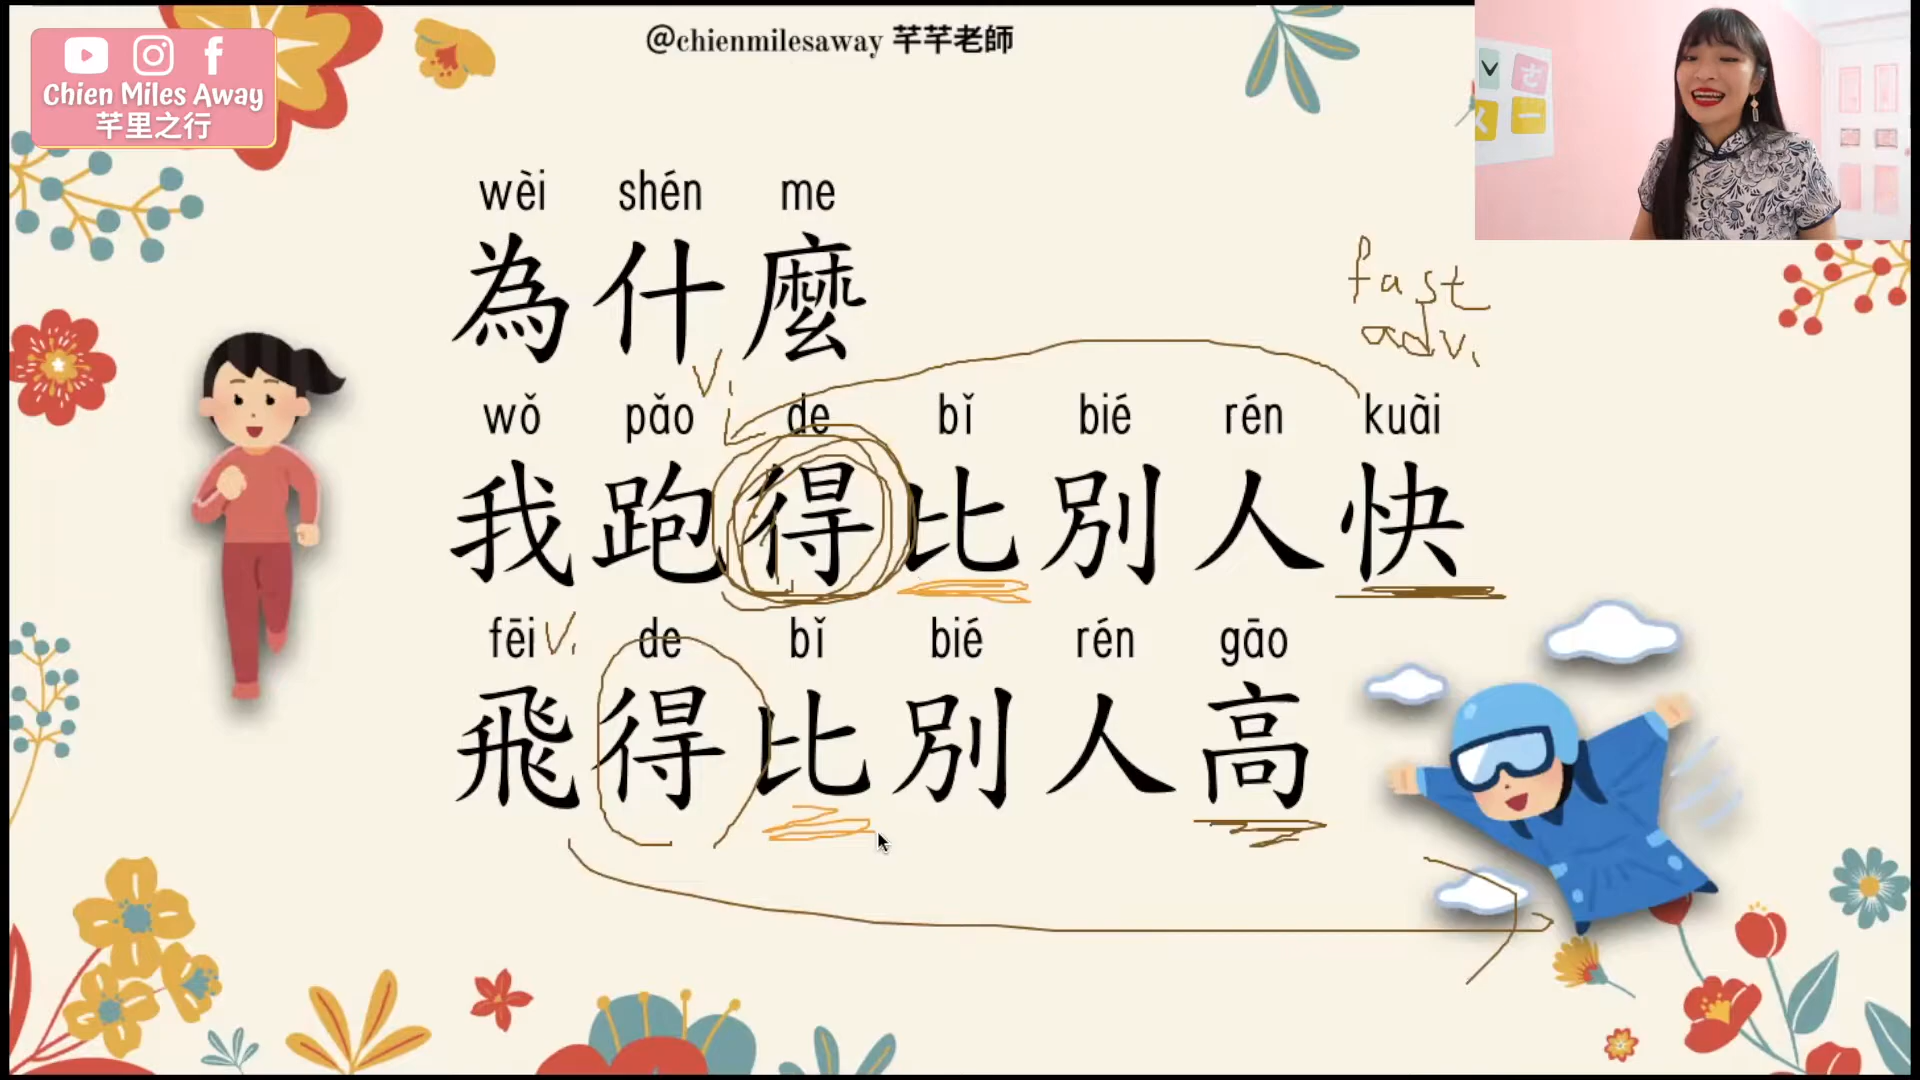 @chienmilesaway 芊芊老師
Chien Miles Away
芊里之行
ㄜ
ㄨ 一
wèi shén me
為什麼
fast
adv.
V.
wǒ pǎo de bǐ bié rén kuài
我跑得比別人快
fēi V. de bǐ bié rén gāo
飛得比別人高